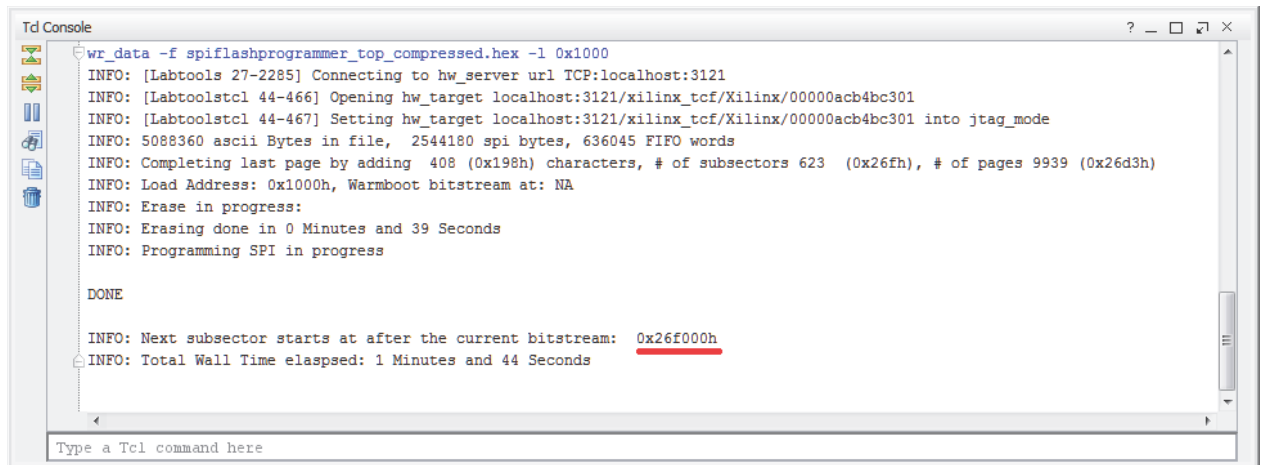 Tcl Console
wr_data -f spiflashprogrammer_top_compressed.hex -l 0x1000
INFO: [Labtools 27-2285] Connecting to hw_server url TCP:localhost:3121
INFO: [Labtoolstcl 44-466] Opening hw_target localhost:3121/xilinx_tcf/Xilinx/00000acb4bc301
INFO: [Labtoolstcl 44-467] Setting hw_target localhost:3121/xilinx_tcf/Xilinx/00000acb4bc301 into jtag_mode
INFO: 5088360 ascii Bytes in file,  2544180 spi bytes, 636045 FIFO words
INFO: Completing last page by adding  408 (0x198h) characters, # of subsectors 623  (0x26fh), # of pages 9939 (0x26d3h)
INFO: Load Address: 0x1000h, Warmboot bitstream at: NA
INFO: Erase in progress:
INFO: Erasing done in 0 Minutes and 39 Seconds
INFO: Programming SPI in progress
DONE
INFO: Next subsector starts at after the current bitstream:  0x26f000h
INFO: Total Wall Time elaspsed: 1 Minutes and 44 Seconds
Type a Tcl command here